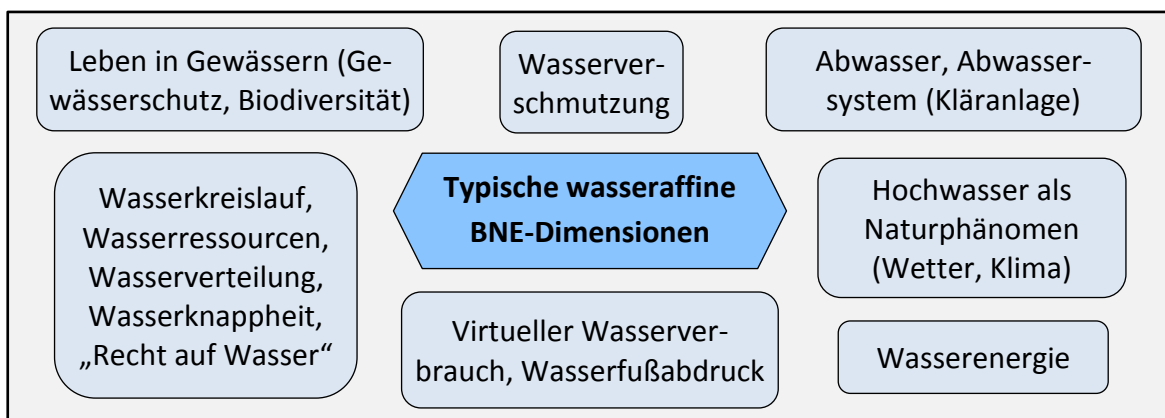 Leben in Gewässern (Ge-
wässerschutz, Biodiversität)
Wasserver-
schmutzung
Abwasser, Abwasser-
system (Kläranlage)
Wasserkreislauf,
Wasserressourcen,
Wasserverteilung,
Wasserknappheit,
„Recht auf Wasser“
Typische wasseraffine
BNE-Dimensionen
Hochwasser als
Naturphänomen
(Wetter, Klima)
Virtueller Wasserver-
brauch, Wasserfußabdruck
Wasserenergie